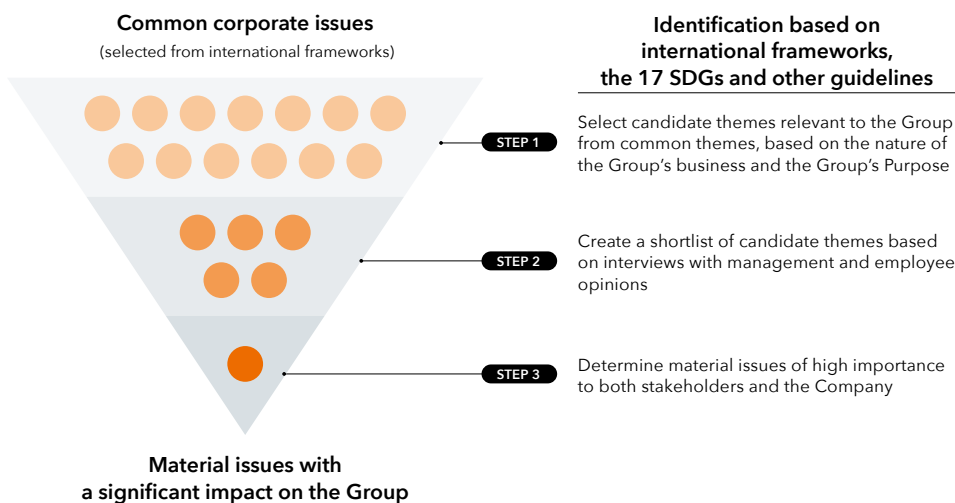 Common corporate issues
(selected from international frameworks)
Identification based on
international frameworks,
the 17 SDGs and other guidelines
STEP 1
Select candidate themes relevant to the Group
from common themes, based on the nature of
the Group’s business and the Group’s Purpose
STEP 2
Create a shortlist of candidate themes based
on interviews with management and employee
opinions
STEP 3
Determine material issues of high importance
to both stakeholders and the Company
Material issues with
a significant impact on the Group